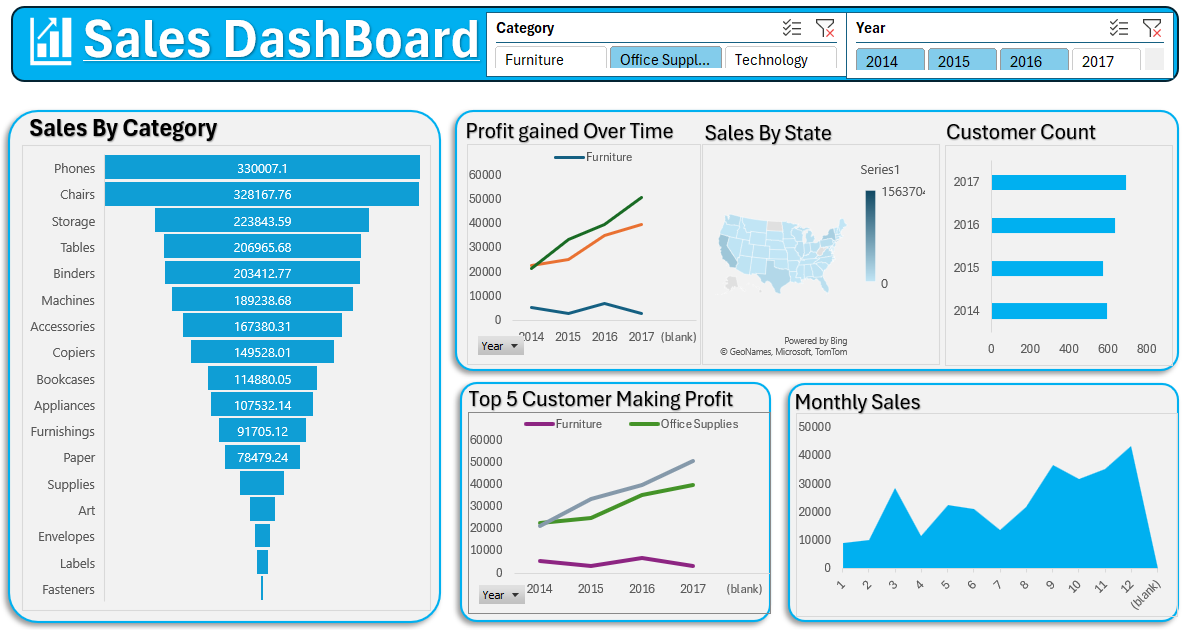 Sales DashBoard
Category
Furniture
Office Suppl...
Technology
Year
2014
2015
2016
2017
Sales By Category
Phones 330007.1
Chairs 328167.76
Storage 223843.59
Tables 206965.68
Binders 203412.77
Machines 189238.68
Accessories 167380.31
Copiers 149528.01
Bookcases 114880.05
Appliances 107532.14
Furnishings 91705.12
Paper 78479.24
Supplies
Art
Envelopes
Labels
Fasteners
Profit gained Over Time
Furniture
60000
50000
40000
30000
20000
10000
0
2014 2015 2016 2017 (blank)
Year
Sales By State
Series1
156370
0
Powered by Bing
© GeoNames, Microsoft, TomTom
Customer Count
2017
2016
2015
2014
0 200 400 600 800
Top 5 Customer Making Profit
Furniture Office Supplies
60000
50000
40000
30000
20000
10000
0
2014 2015 2016 2017 (blank)
Year
Monthly Sales
50000
40000
30000
20000
10000
0
1 2 3 4 5 6 7 8 9 10 11 12 (blank)